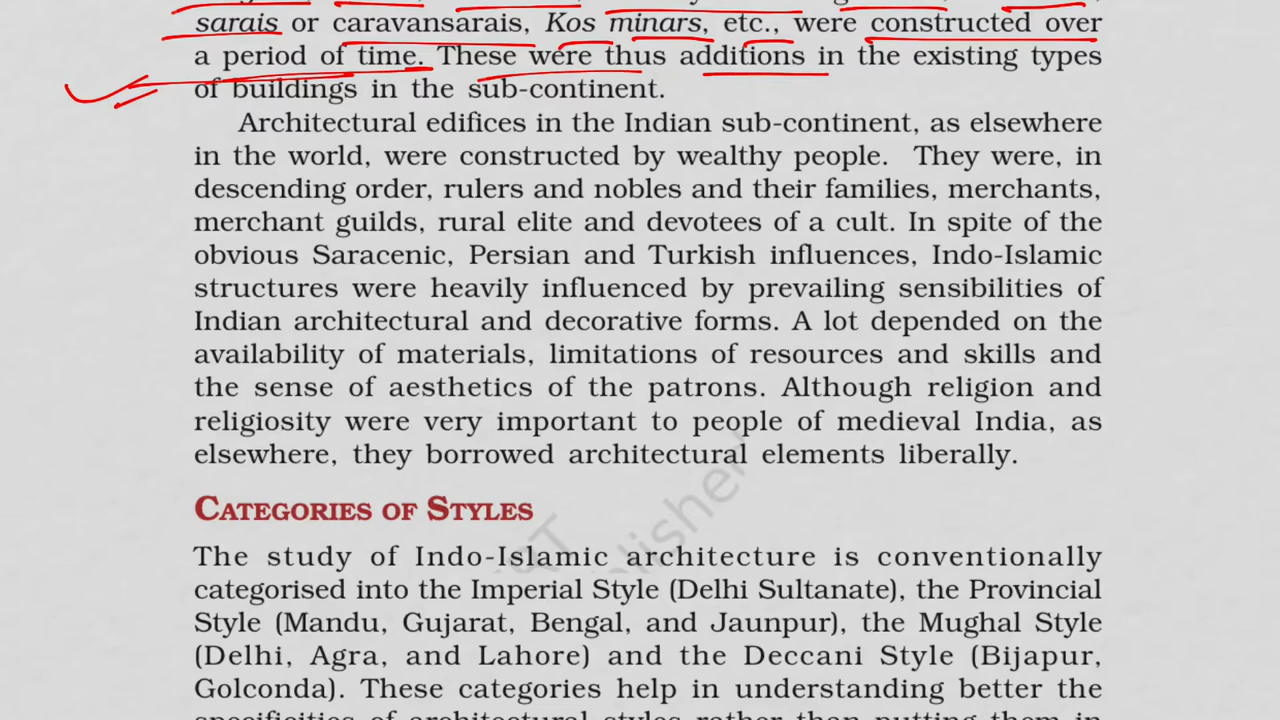 sarais or caravansarais, Kos minars, etc., were constructed over
a period of time. These were thus additions in the existing types
of buildings in the sub-continent.
Architectural edifices in the Indian sub-continent, as elsewhere
in the world, were constructed by wealthy people. They were, in
descending order, rulers and nobles and their families, merchants,
merchant guilds, rural elite and devotees of a cult. In spite of the
obvious Saracenic, Persian and Turkish influences, Indo-Islamic
structures were heavily influenced by prevailing sensibilities of
Indian architectural and decorative forms. A lot depended on the
availability of materials, limitations of resources and skills and
the sense of aesthetics of the patrons. Although religion and
religiosity were very important to people of medieval India, as
elsewhere, they borrowed architectural elements liberally.
CATEGORIES OF STYLES
The study of Indo-Islamic architecture is conventionally
categorised into the Imperial Style (Delhi Sultanate), the Provincial
Style (Mandu, Gujarat, Bengal, and Jaunpur), the Mughal Style
(Delhi, Agra, and Lahore) and the Deccani Style (Bijapur,
Golconda). These categories help in understanding better the
specificities of architectural styles rather than putting them in